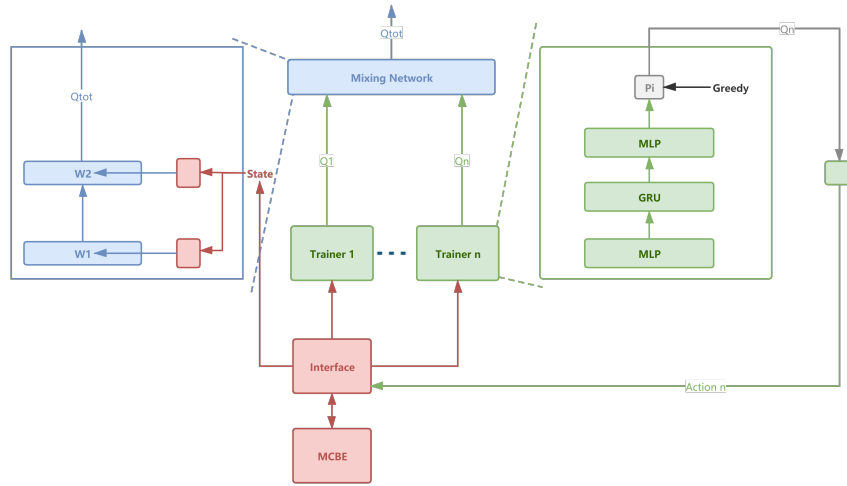 Qtot
Qn
Mixing Network
Pi
Greedy
Qtot
MLP
Q1
Qn
W2
State
GRU
W1
Trainer 1
Trainer n
MLP
Interface
Action n
MCBE